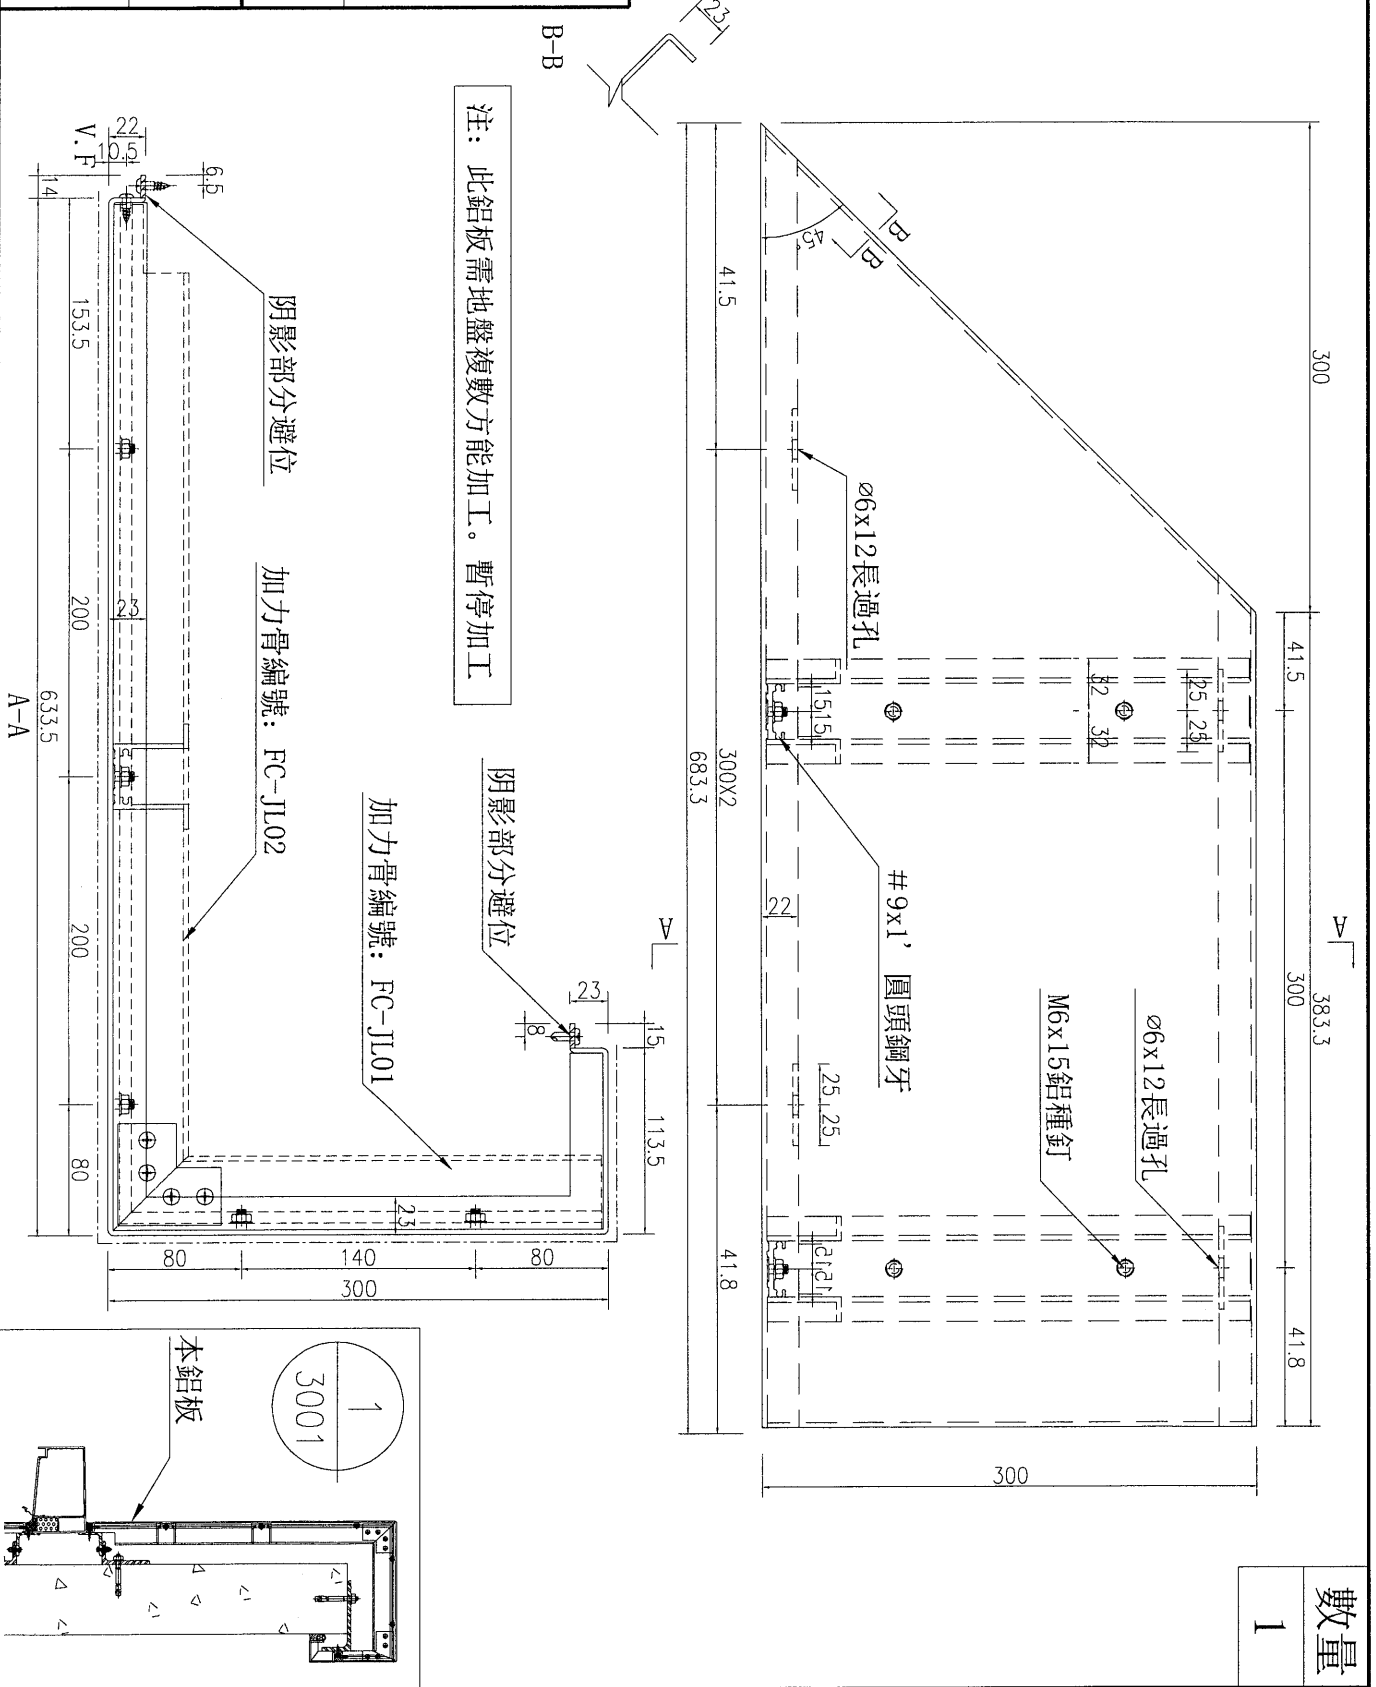 數量
1
300
383.3
41.5
300
41.8
A
A
25
25
32
32
ø6x12長過孔
M6x15鋁種釘
#9x1' 圓頭鋼牙
ø6x12長過孔
1515
1515
22
25
25
45°
B
B
41.5
300X2
41.8
683.3
300
23
B-B
注：此鋁板需地盤複數方能加工。暫停加工
阴影部分避位
加力骨編號：FC-JL01
23
15
8
113.5
23
80
140
80
300
阴影部分避位
加力骨編號：FC-JL02
6.5
22
10.5
V.F
14
23
153.5
200
200
80
633.5
A-A
1
3001
本鋁板